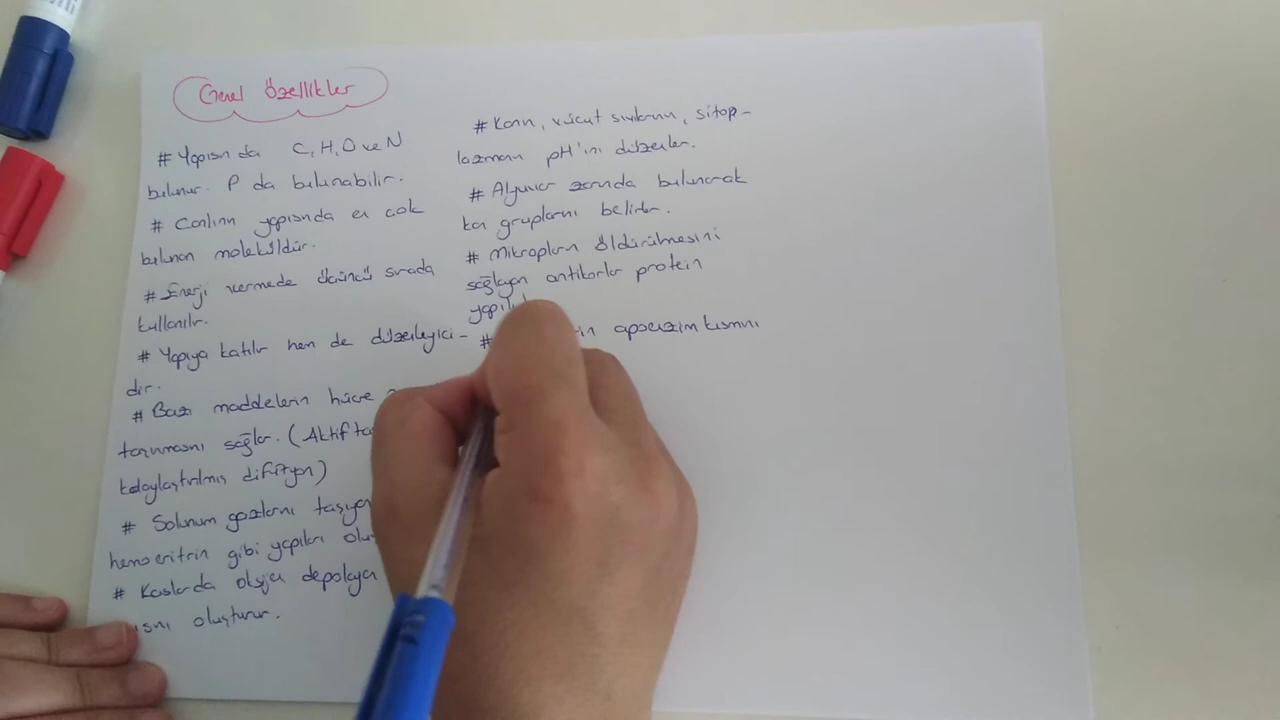 Genel Özellikler
# Yapısında C, H, O ve N
bulunur. P da bulunabilir.
# Canlının yapısında en çok
bulunan moleküldür.
# Enerji vermede üçüncü sırada
kullanılır.
# Yapıya katılır hem de düzenleyici-
dir.
# Bazı maddelerin hücre
taşınmasını sağlar. (Aktif ta
kolaylaştırılmış difüzyon)
# Solunum gazlarını taşıyan
hemoeritrin gibi yapıları olu
# Kaslarda oksijen depolayan
oluşturur.
# Kanın, vücut sıvılarının, sitop-
lazmanın pH'ını düzenler.
# Alyuvar zarında bulunarak
kan gruplarını belirler.
# Mikropların öldürülmesini
sağlayan antikorlar protein
yapılı
# apoenzim kısmını